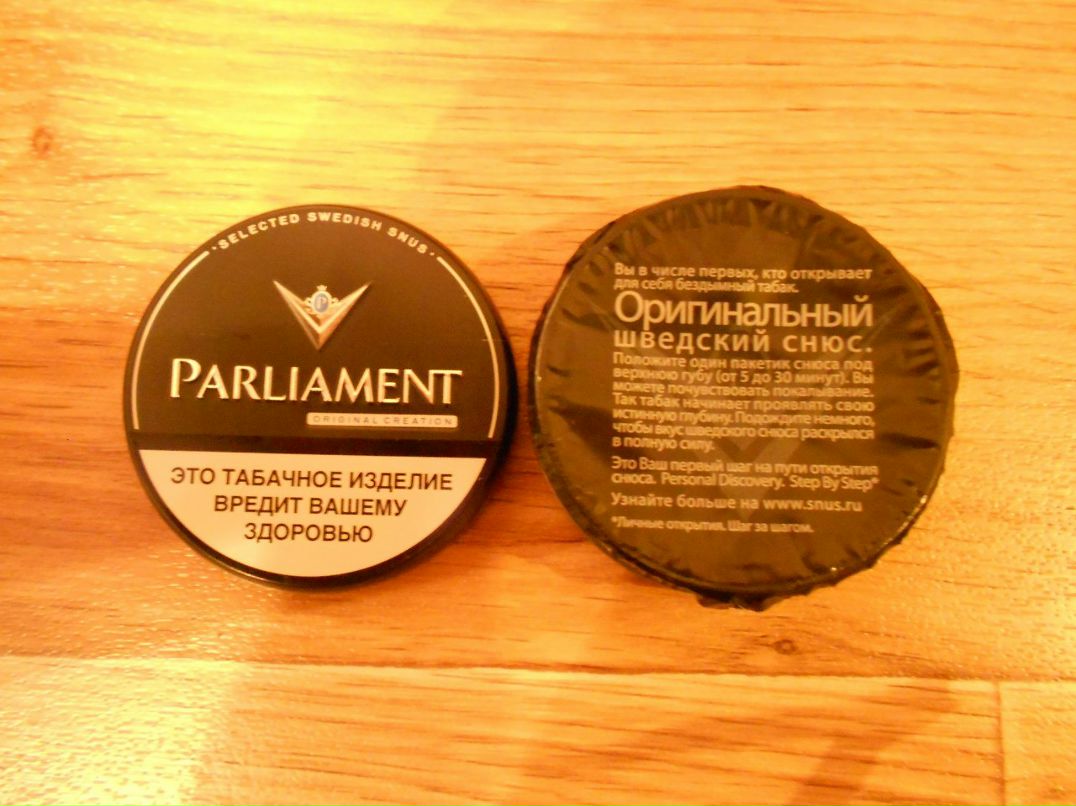 ·SELECTED SWEDISH SNUS·
P
PARLIAMENT
ORIGINAL CREATION
ЭТО ТАБАЧНОЕ ИЗДЕЛИЕ
ВРЕДИТ ВАШЕМУ
ЗДОРОВЬЮ
Вы в числе первых, кто открывает
для себя бездымный табак.
Оригинальный
шведский снюс.
Положите один пакетик снюса под
верхнюю губу (от 5 до 30 минут). Вы
можете почувствовать покалывание.
Так табак начинает проявлять свою
истинную глубину. Подождите немного,
чтобы вкус шведского снюса раскрылся
в полную силу.
Это Ваш первый шаг на пути открытия
снюса. Personal Discovery. Step By Step*
Узнайте больше на www.snus.ru
*Личные открытия. Шаг за шагом.